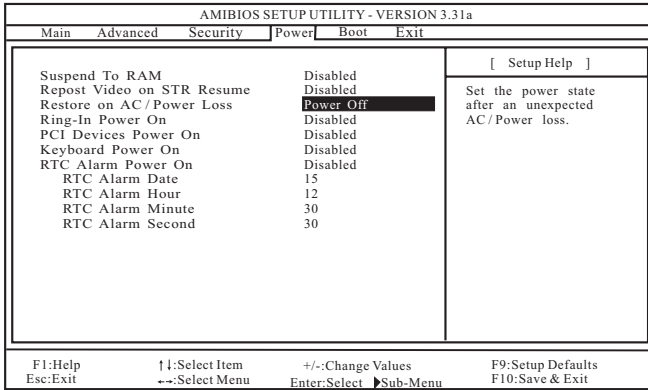 AMIBIOS SETUP UTILITY - VERSION 3.31a
Main Advanced Security Power Boot Exit
Suspend To RAM Disabled
Repost Video on STR Resume Disabled
Restore on AC / Power Loss Power Off
Ring-In Power On Disabled
PCI Devices Power On Disabled
Keyboard Power On Disabled
RTC Alarm Power On Disabled
RTC Alarm Date 15
RTC Alarm Hour 12
RTC Alarm Minute 30
RTC Alarm Second 30
[ Setup Help ]
Set the power state
after an unexpected
AC / Power loss.
F1:Help ↑↓:Select Item +/-:Change Values F9:Setup Defaults
Esc:Exit ←→:Select Menu Enter:Select ▶Sub-Menu F10:Save & Exit